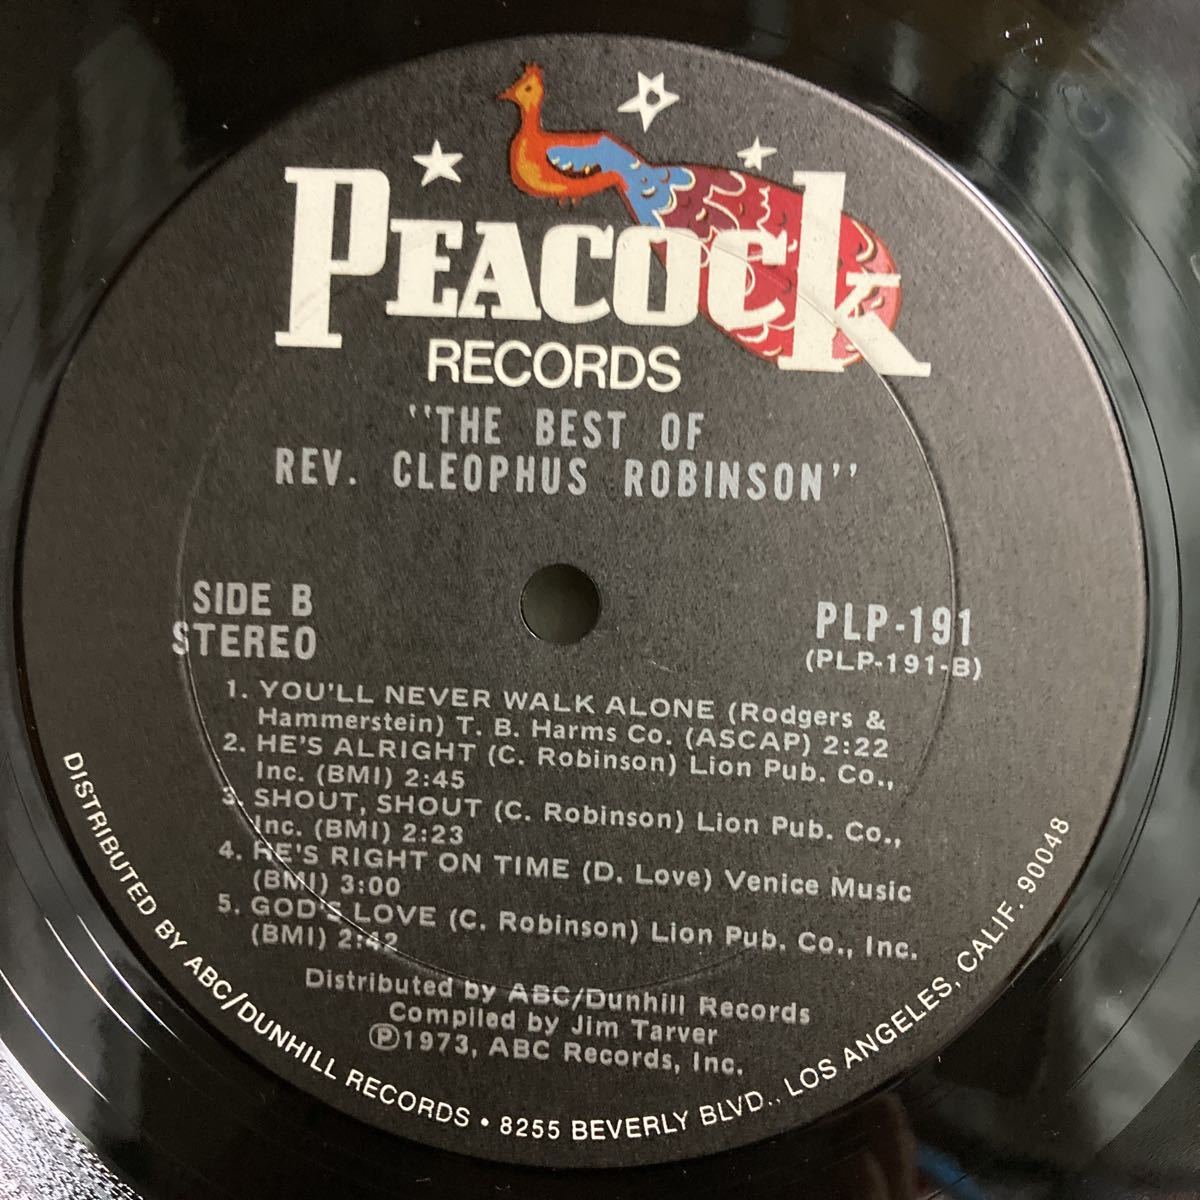 PEACOCK
RECORDS
"THE BEST OF
REV. CLEOPHUS ROBINSON"
SIDE B
STEREO
PLP-191
(PLP-191-B)
1. YOU'LL NEVER WALK ALONE (Rodgers &
Hammerstein) T. B. Harms Co. (ASCAP) 2:22
2. HE'S ALRIGHT (C. Robinson) Lion Pub. Co.,
Inc. (BMI) 2:45
3. SHOUT, SHOUT (C. Robinson) Lion Pub. Co.,
Inc. (BMI) 2:23
4. HE'S RIGHT ON TIME (D. Love) Venice Music
(BMI) 3:00
5. GOD'S LOVE (C. Robinson) Lion Pub. Co., Inc.
(BMI) 2:42
Distributed by ABC/Dunhill Records
Compiled by Jim Tarver
Ⓟ1973, ABC Records, Inc.
DISTRIBUTED BY ABC/DUNHILL RECORDS • 8255 BEVERLY BLVD., LOS ANGELES, CALIF. 90048